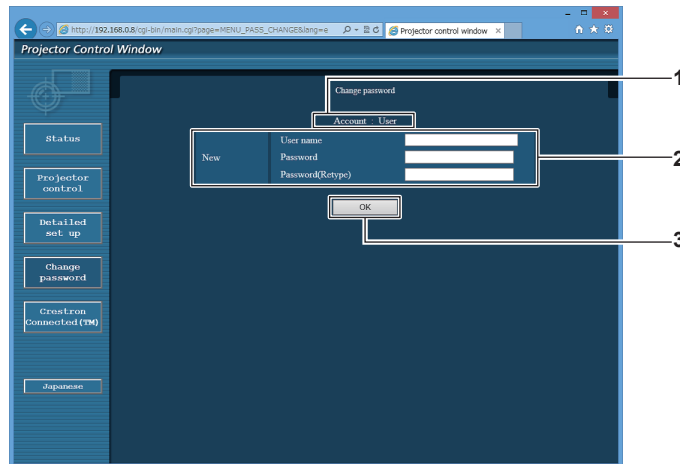 http://192.168.0.8/cgi-bin/main.cgi?page=MENU_PASS_CHANGE&lang=e
Projector control window
Projector Control Window
Change password
1
Account : User
Status
New
User name
Password
2
Password(Retype)
Projector
control
OK
Detailed
set up
3
Change
password
Crestron
Connected(TM)
Japanese